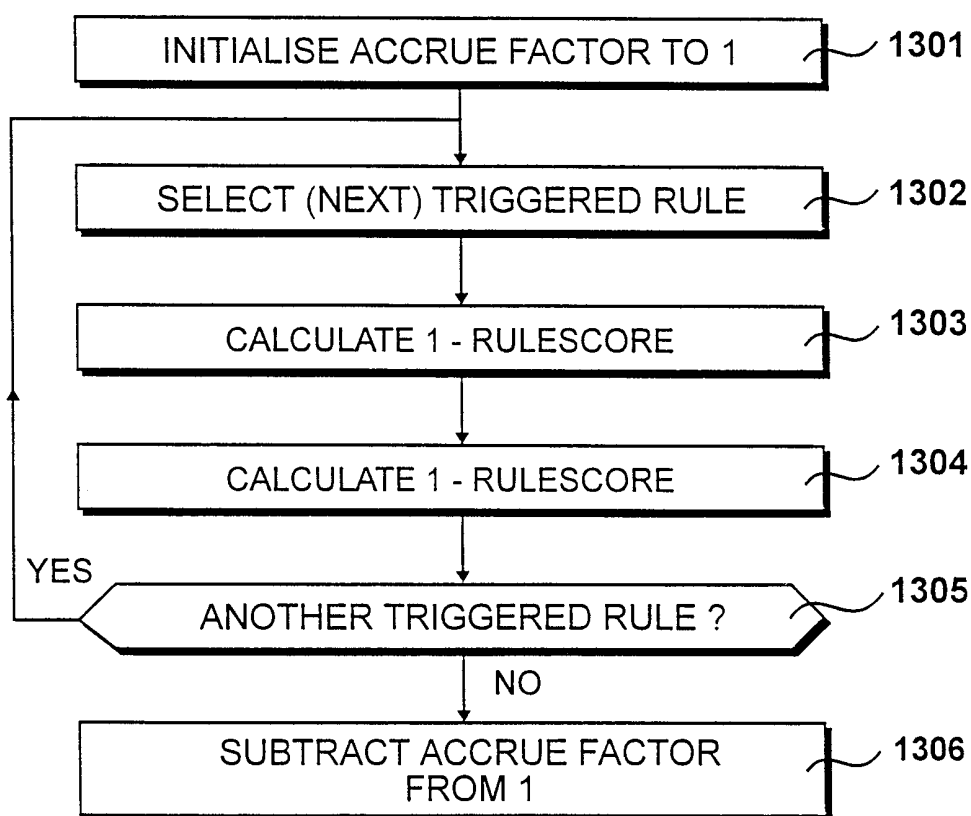 INITIALISE ACCRUE FACTOR TO 1
1301
SELECT (NEXT) TRIGGERED RULE
1302
CALCULATE 1 - RULESCORE
1303
CALCULATE 1 - RULESCORE
1304
YES
ANOTHER TRIGGERED RULE ?
1305
NO
SUBTRACT ACCRUE FACTOR
FROM 1
1306